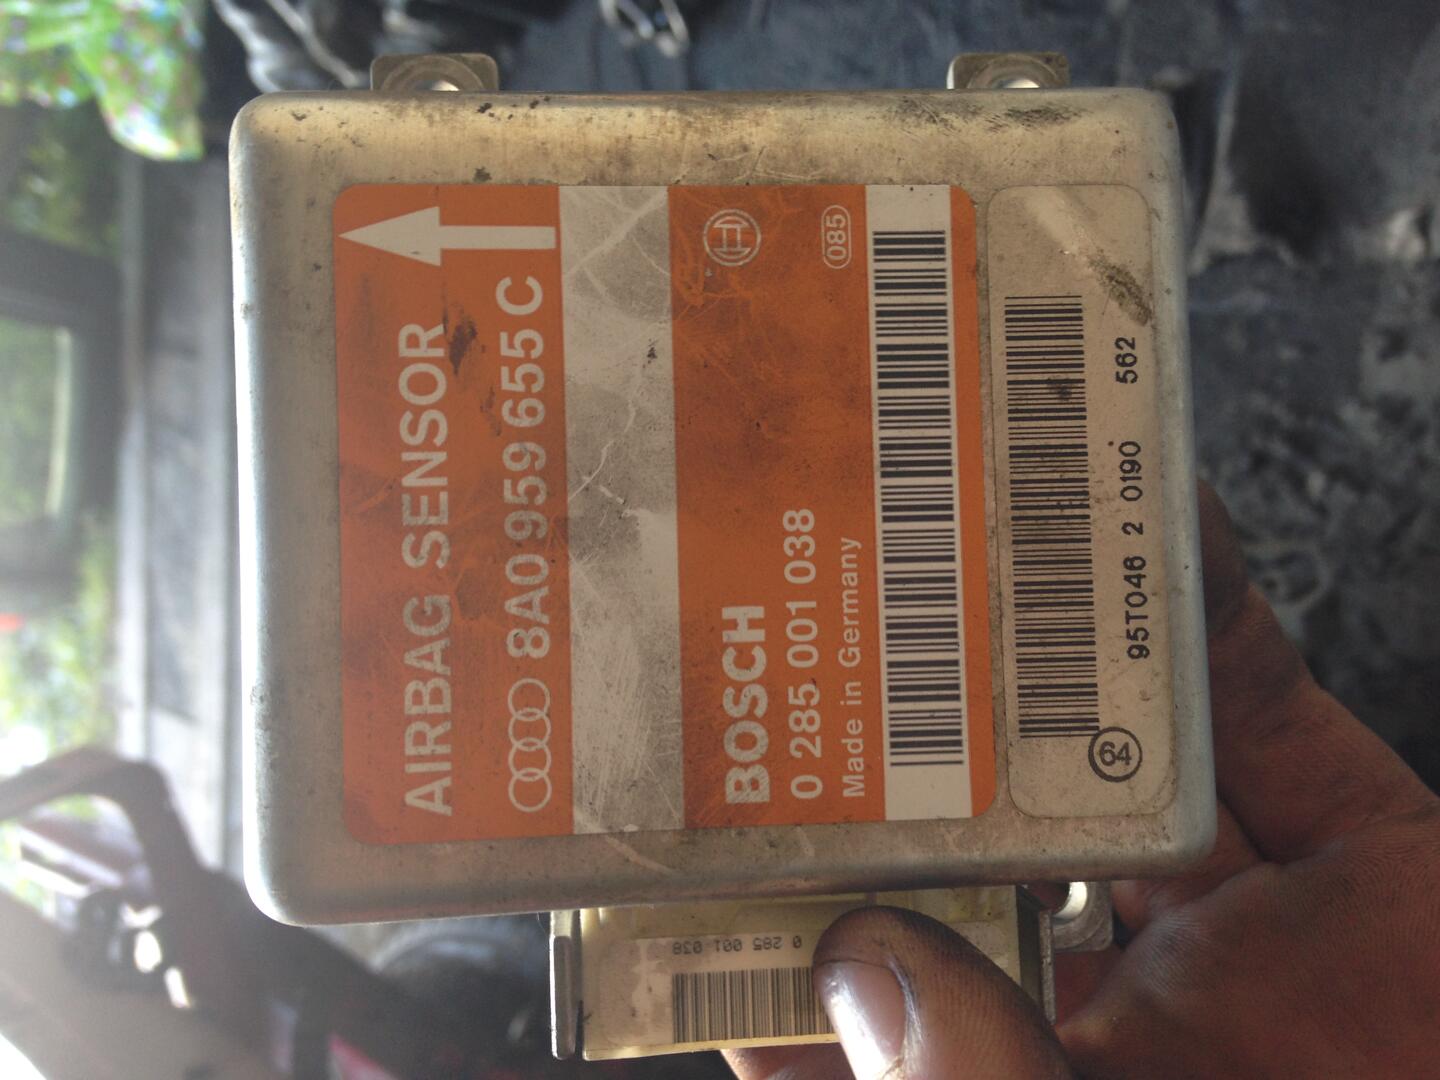 AIRBAG SENSOR
8A0 959 655 C
BOSCH
0 285 001 038
085
Made in Germany
95T046 2 0190 562
64
0 285 001 038